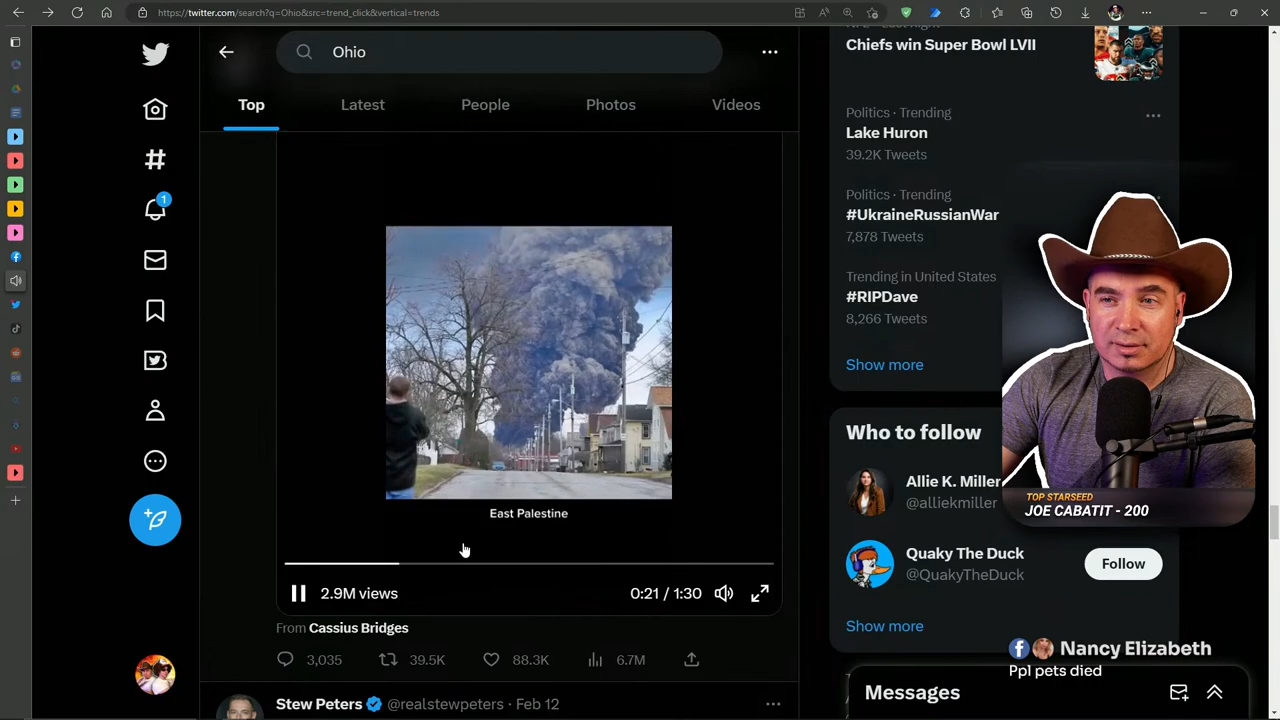 https://twitter.com/search?q=Ohio&src=trend_click&vertical=trends
Ohio
Top
Latest
People
Photos
Videos
East Palestine
2.9M views
0:21 / 1:30
From Cassius Bridges
3,035
39.5K
88.3K
6.7M
Stew Peters @realstewpeters · Feb 12
Chiefs win Super Bowl LVII
Politics · Trending
Lake Huron
39.2K Tweets
Politics · Trending
#UkraineRussianWar
7,878 Tweets
Trending in United States
#RIPDave
8,266 Tweets
Show more
Who to follow
Allie K. Miller
@alliekmiller
Quaky The Duck
@QuakyTheDuck
Follow
Show more
TOP STARSEED
JOE CABATIT - 200
Nancy Elizabeth
Ppl pets died
Messages
1